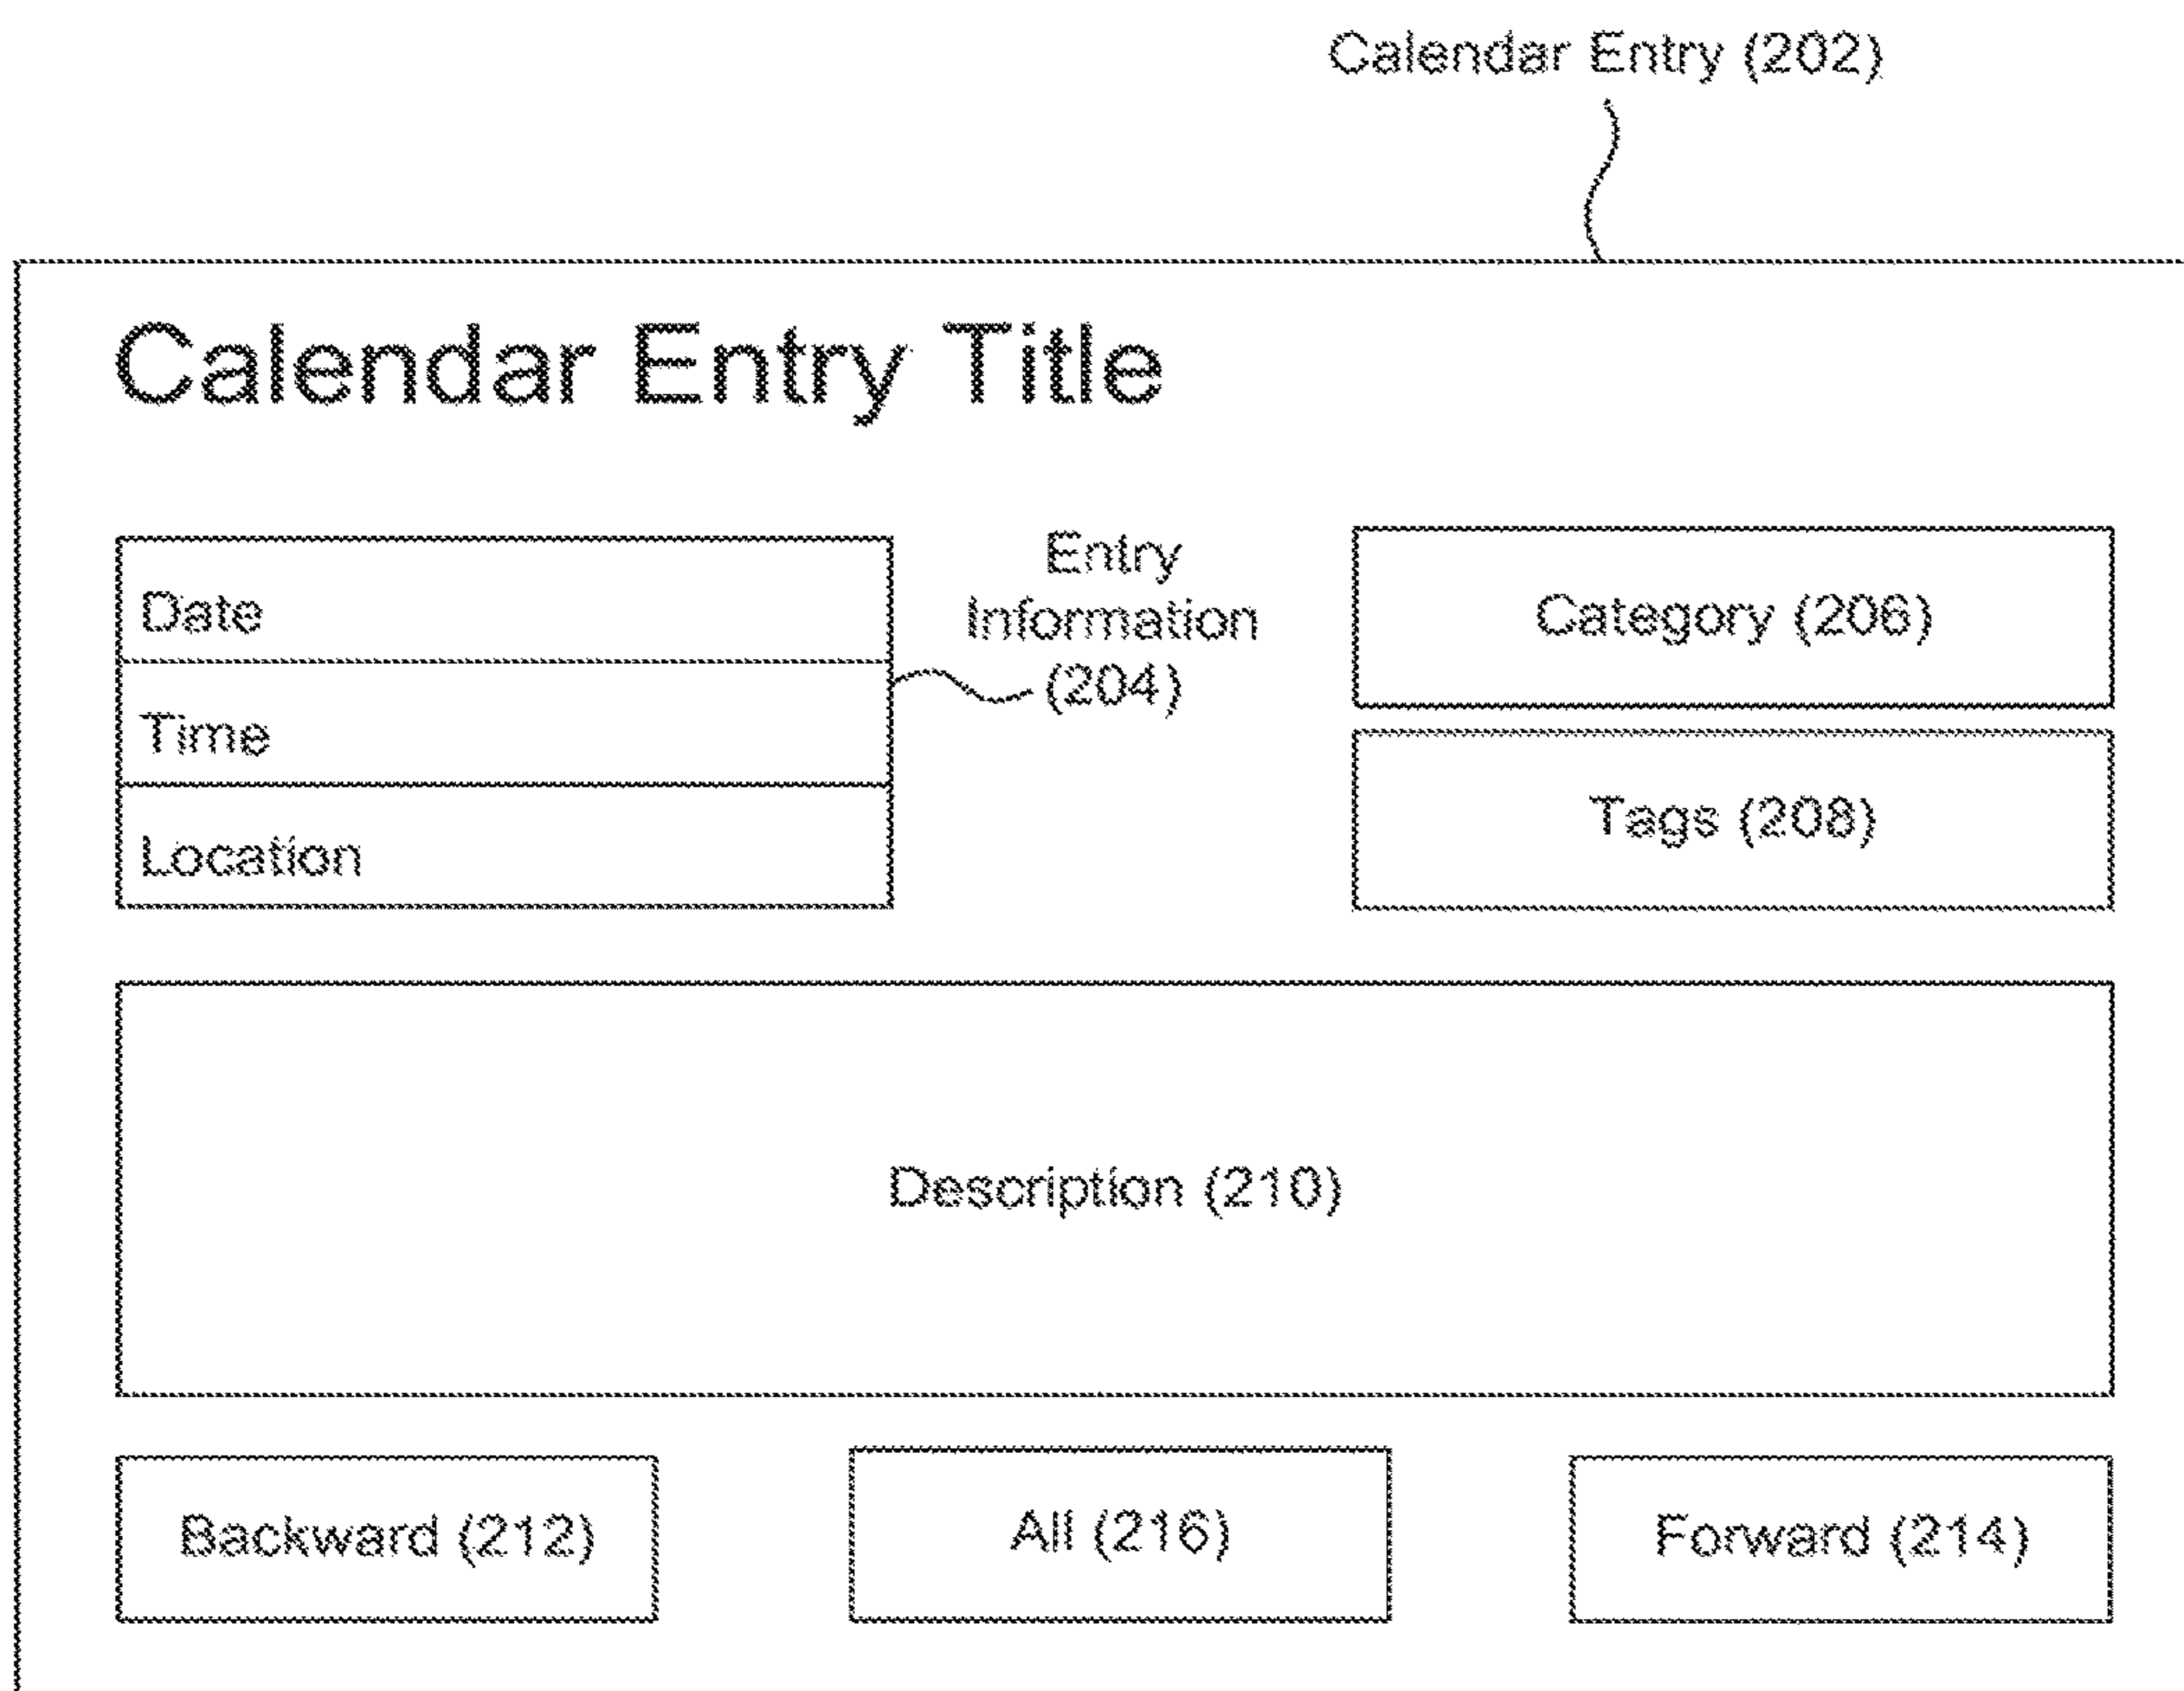 Calendar Entry (202)
Calendar Entry Title
Date
Time
Location
Entry
Information
(204)
Category (206)
Tags (208)
Description (210)
Backward (212)
All (216)
Forward (214)